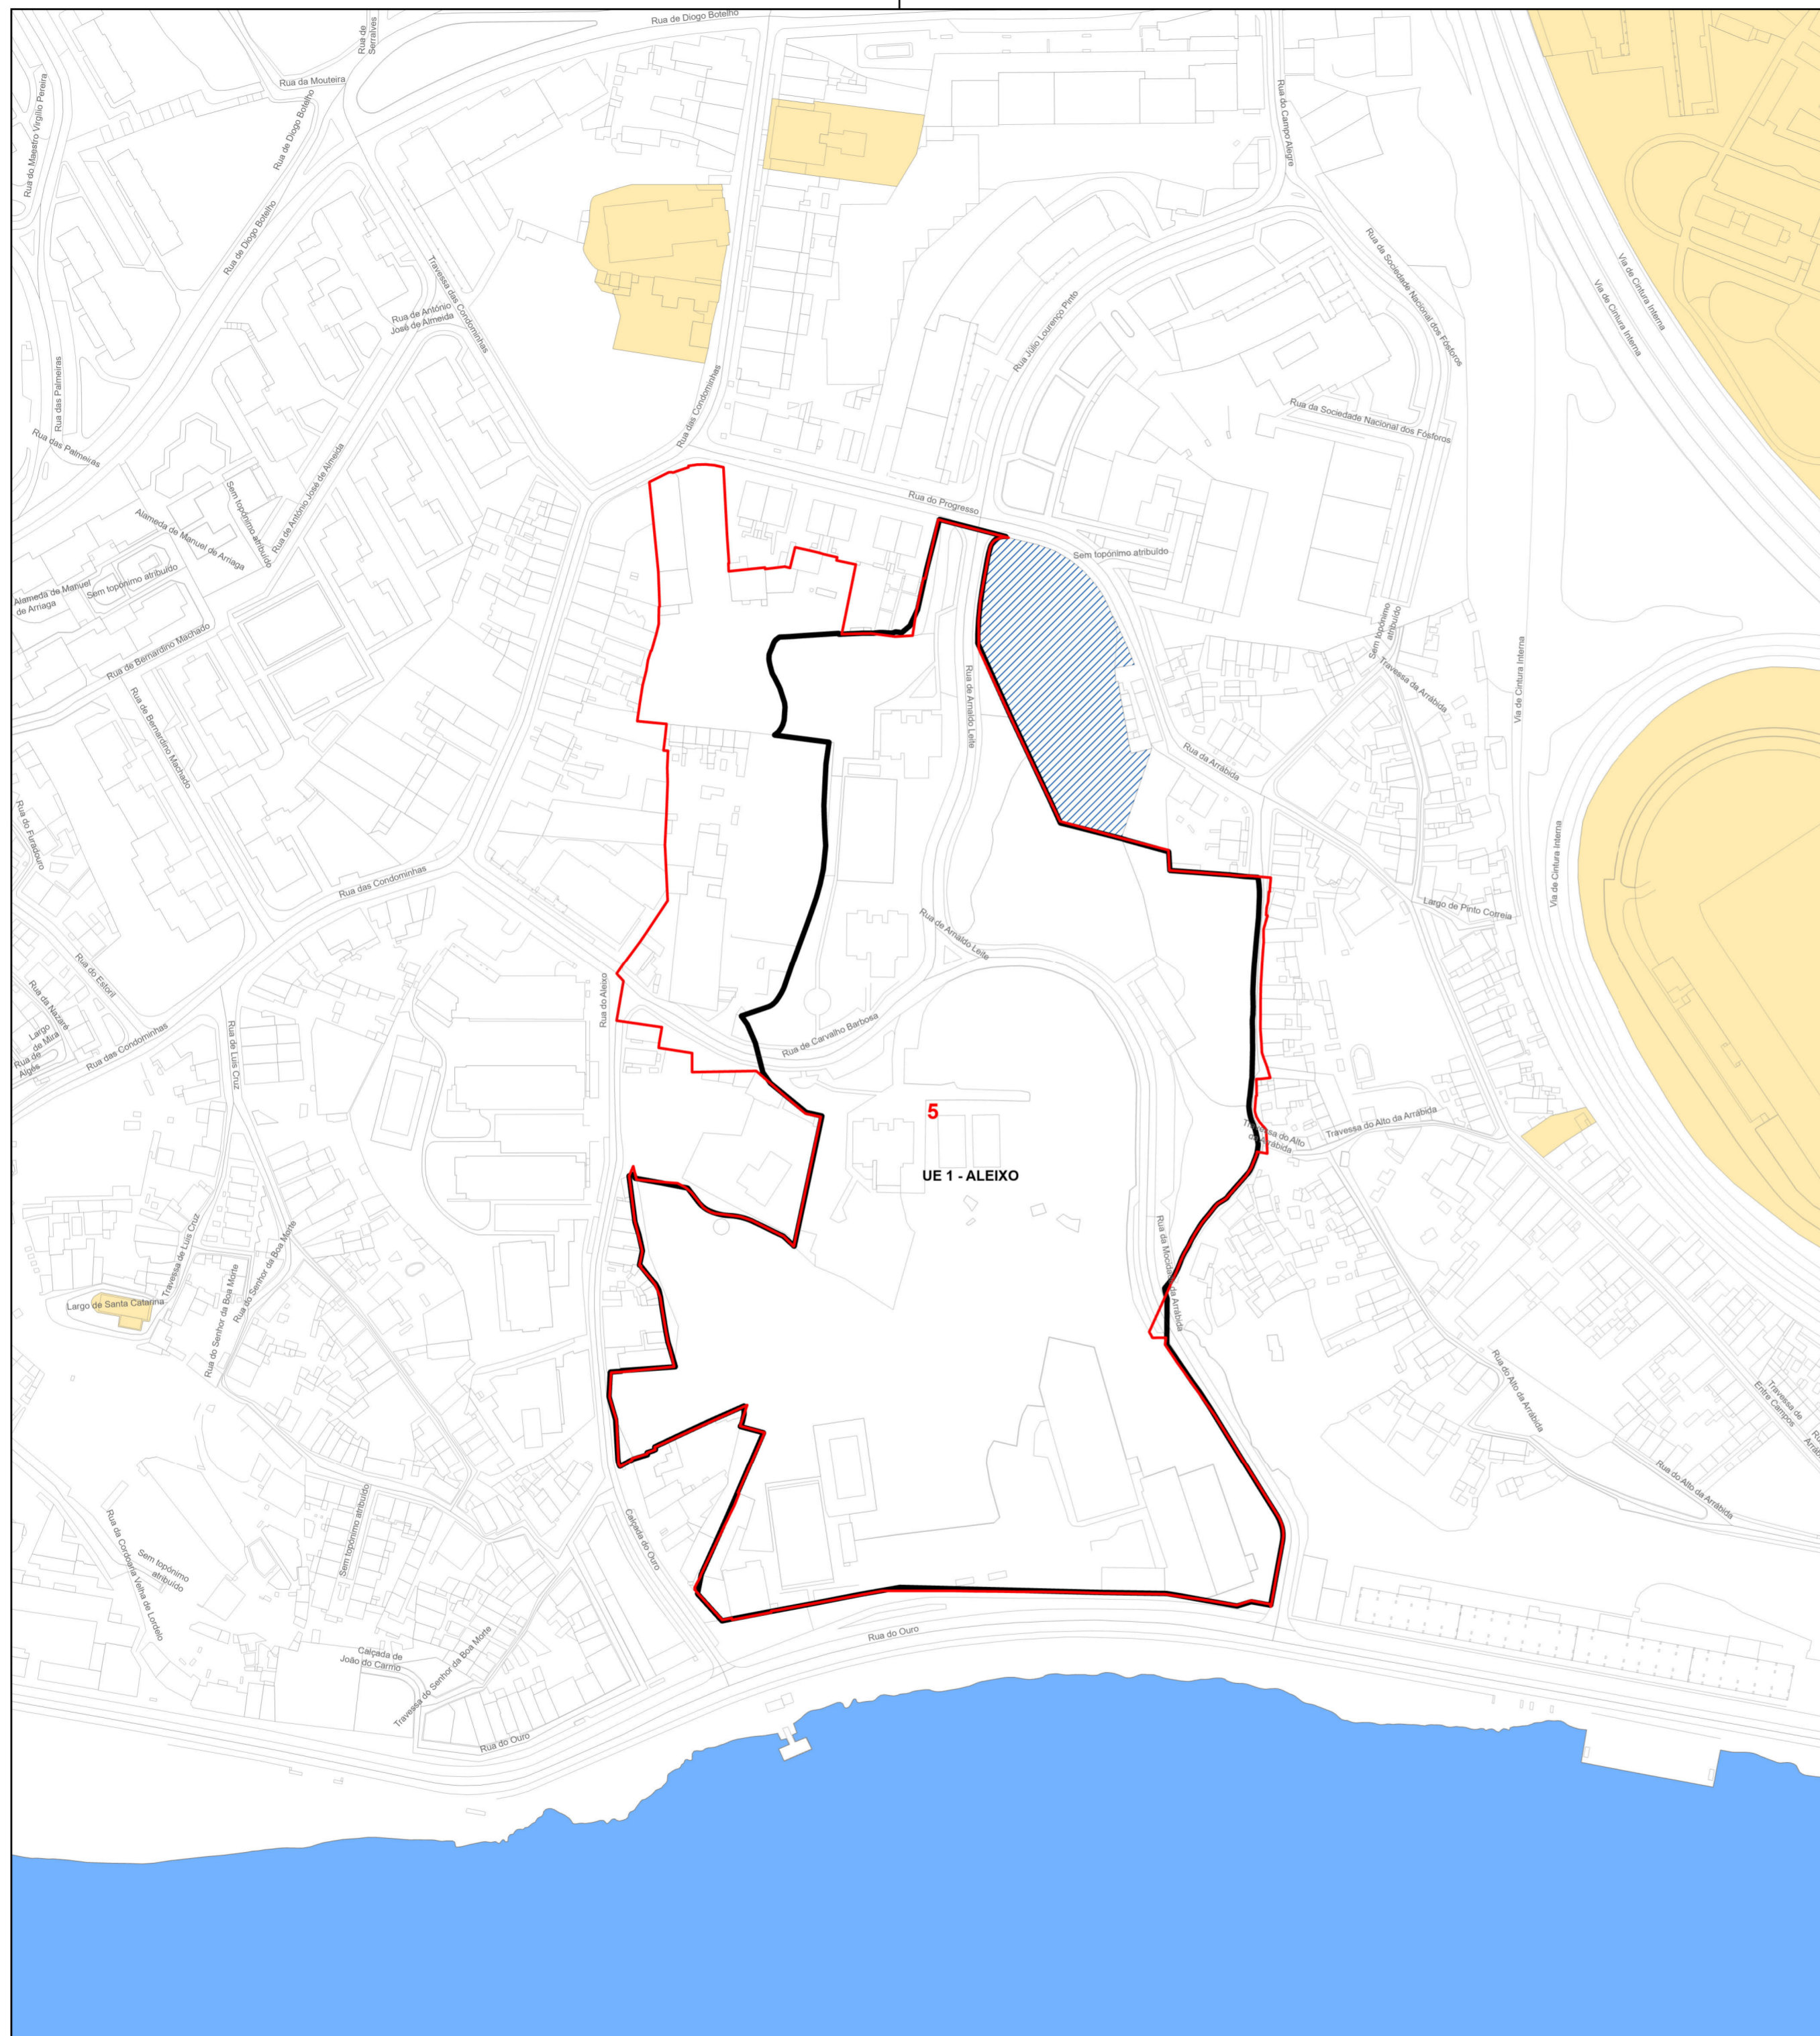 Rua de Diogo Botelho
Rua de
Serralves
Rua da Mouteira
Rua do Maestro Virgílio Pereira
Rua de Diogo Botelho
Rua do Campo Alegre
Rua de Diogo Botelho
Travessa das Condominhas
Rua de António
José de Almeida
Rua da Sociedade Nacional dos Fósforos
Via de Cintura Interna
Via de Cintura Interna
Rua Júlio Lourenço Pinto
Rua das Palmeiras
Rua das Palmeiras
Rua das Condominhas
Rua da Sociedade Nacional dos Fósforos
Rua de António José de Almeida
Sem topónimo atribuído
Alameda de Manuel de Arriaga
Rua do Progresso
Sem topónimo atribuído
Alameda de Manuel
de Arriaga
Sem topónimo atribuído
Sem topónimo
atribuído
Rua de Bernardino Machado
Travessa da Arrábida
Via de Cintura Interna
Rua de Bernardino Machado
Rua de Arnaldo Leite
Rua da Arrábida
Rua do Furadouro
Rua das Condominhas
Via de Cintura Interna
Largo de Pinto Correia
Rua de Arnaldo Leite
Rua do Estoril
Rua da Nazaré
Rua do Aleixo
Largo
de Mira
Rua de
Algés
Rua das Condominhas
Rua de Luis Cruz
Rua de Carvalho Barbosa
5
Travessa do Alto
da Arrábida
Travessa do Alto da Arrábida
UE 1 - ALEIXO
Travessa de Luis Cruz
Rua do Senhor da Boa Morte
Rua do Senhor da Boa Morte
Rua da Mocidade da Arrábida
Largo de Santa Catarina
Rua do Alto da Arrábida
Travessa de
Entre Campos
Rua do Alto da Arrábida
Sem topónimo atribuído
Calçada do Ouro
Rua da Cordoaria Velha de Lordelo
Sem topónimo
atribuído
Rua do Ouro
Calçada de
João do Carmo
Travessa do Senhor da Boa Morte
Rua do Ouro